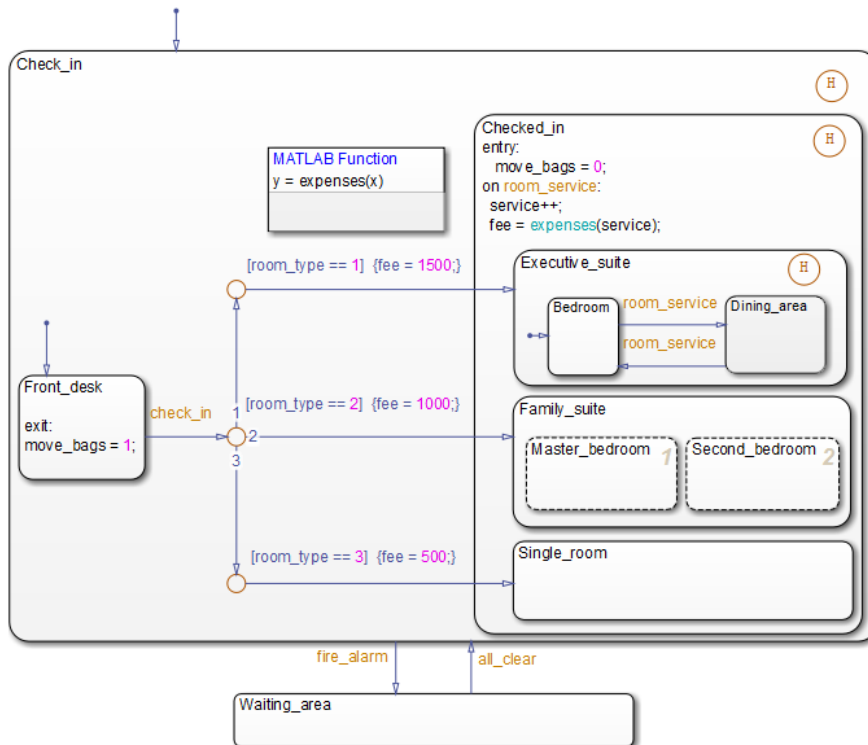 Check_in
H
Checked_in
H
entry:
move_bags = 0;
on room_service:
service++;
fee = expenses(service);
MATLAB Function
y = expenses(x)
[room_type == 1] {fee = 1500;}
Executive_suite
H
Bedroom
room_service
Dining_area
room_service
Front_desk
exit:
move_bags = 1;
check_in
1
2
3
[room_type == 2] {fee = 1000;}
Family_suite
Master_bedroom
1
Second_bedroom
2
[room_type == 3] {fee = 500;}
Single_room
fire_alarm
all_clear
Waiting_area